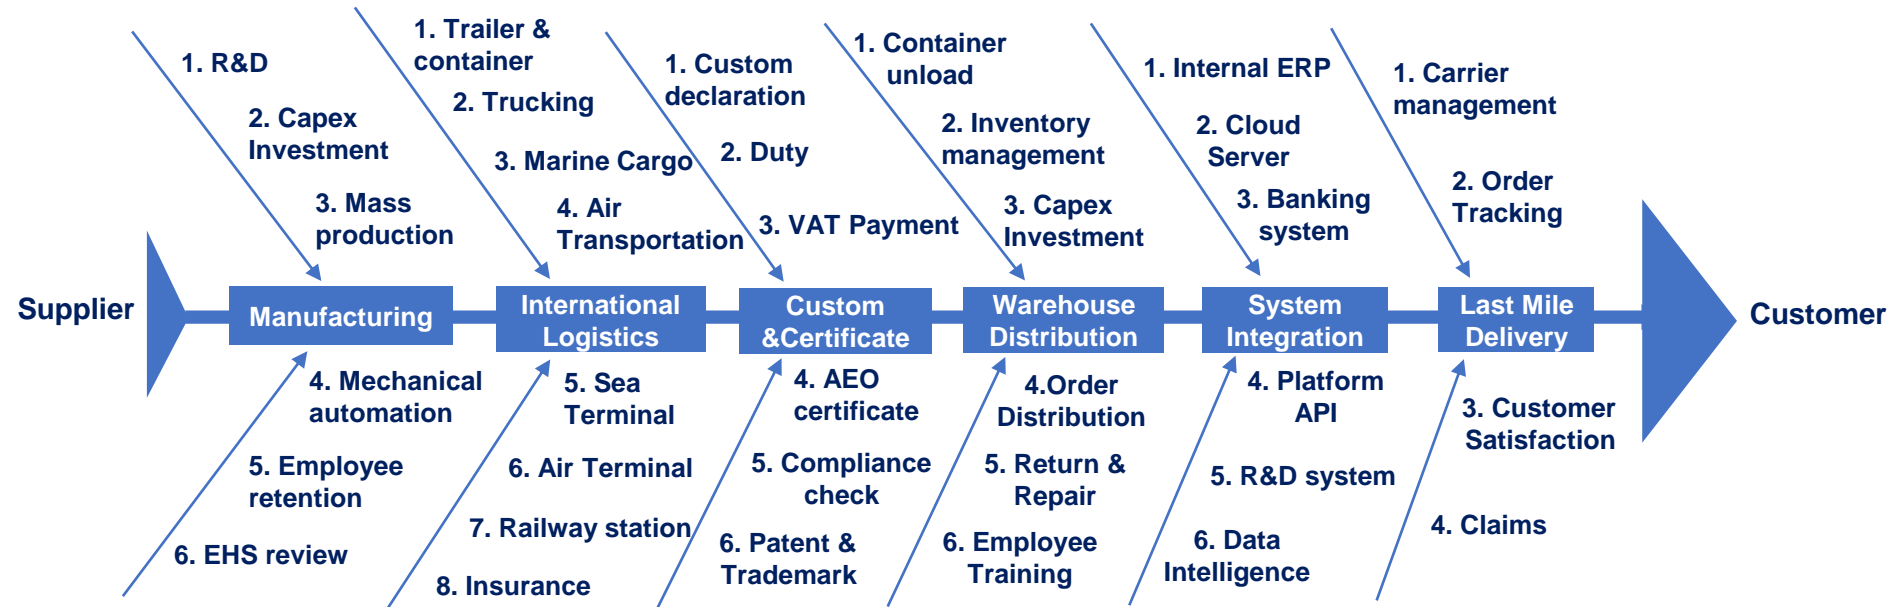 1. R&D
2. Capex
Investment
3. Mass
production
1. Trailer &
container
2. Trucking
3. Marine Cargo
4. Air
Transportation
1. Custom
declaration
2. Duty
3. VAT Payment
1. Container
unload
2. Inventory
management
3. Capex
Investment
1. Internal ERP
2. Cloud
Server
3. Banking
system
1. Carrier
management
2. Order
Tracking
Supplier
Manufacturing
International
Logistics
Custom
&Certificate
Warehouse
Distribution
System
Integration
Last Mile
Delivery
Customer
4. Mechanical
automation
5. Employee
retention
6. EHS review
5. Sea
Terminal
6. Air Terminal
7. Railway station
8. Insurance
4. AEO
certificate
5. Compliance
check
6. Patent &
Trademark
4.Order
Distribution
5. Return &
Repair
6. Employee
Training
4. Platform
API
5. R&D system
6. Data
Intelligence
3. Customer
Satisfaction
4. Claims